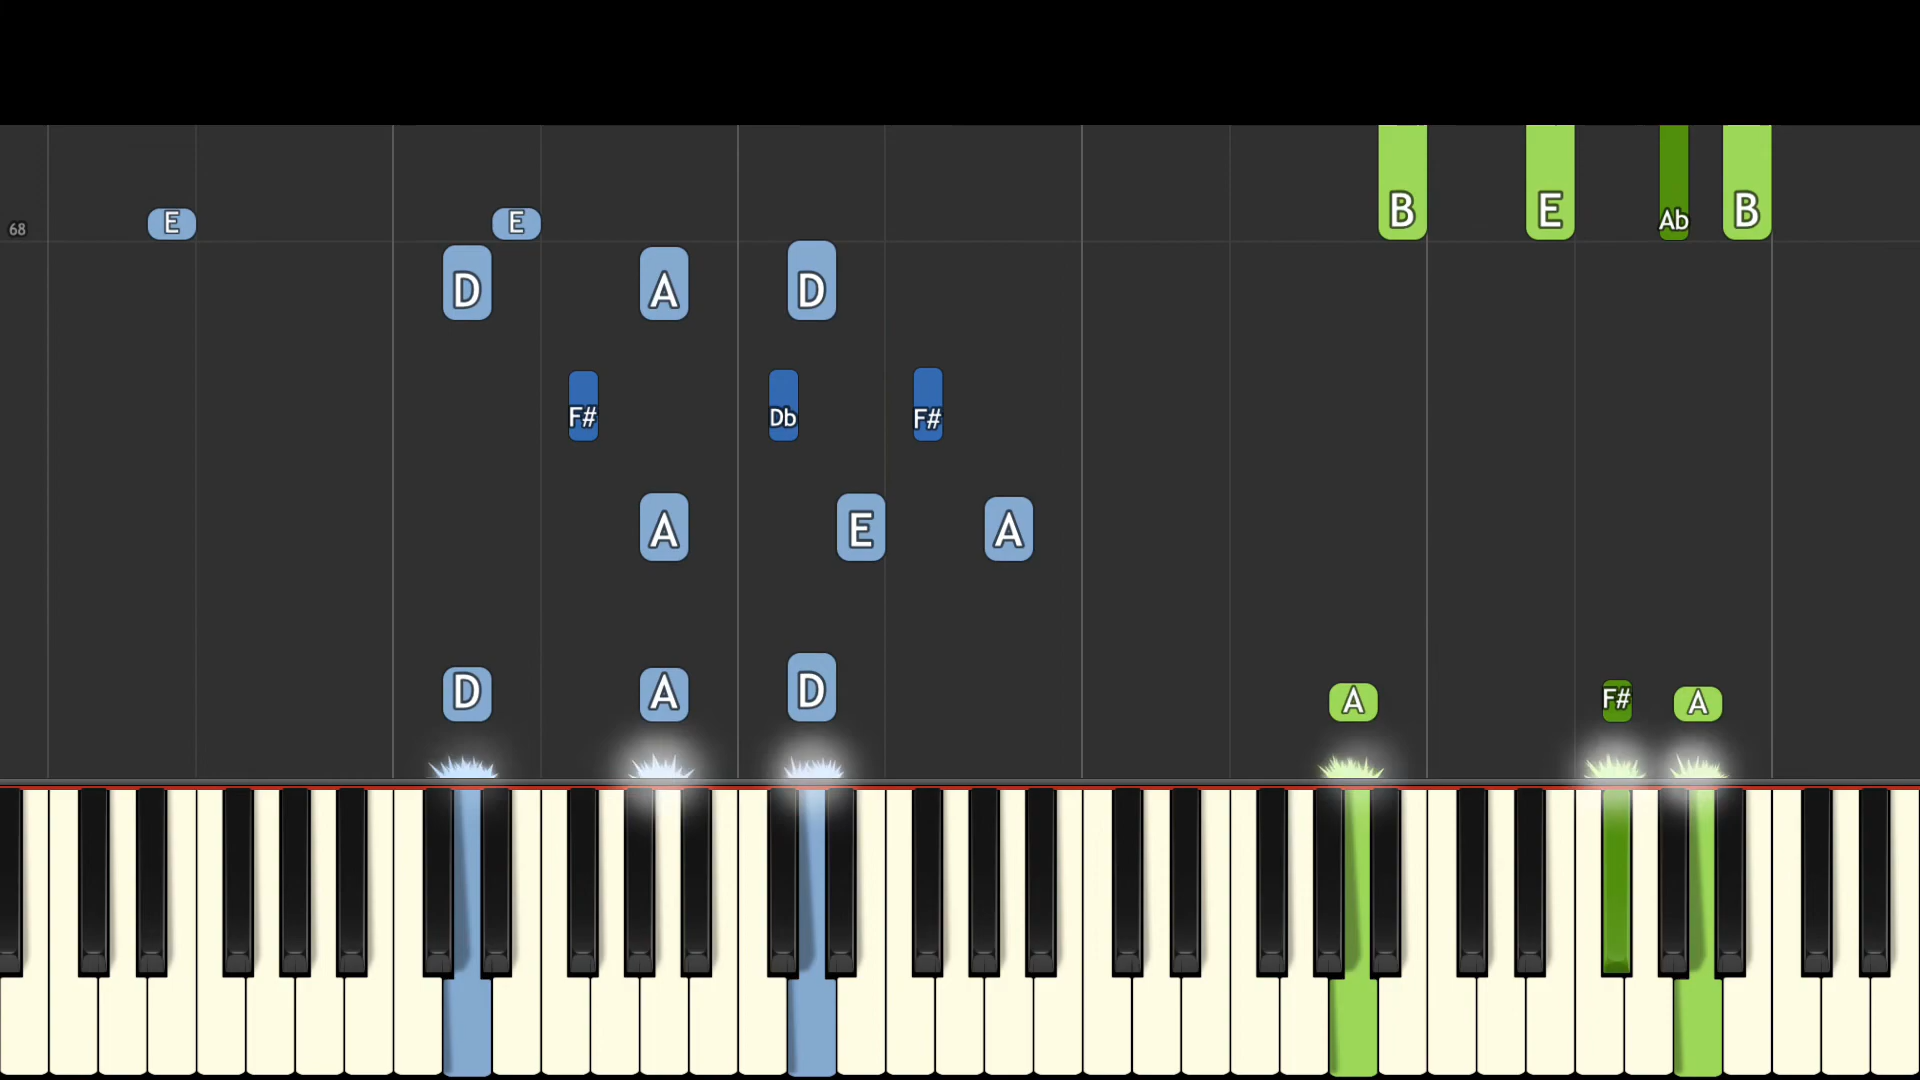 E E B E Ab B
68
D A D
F# Db F#
A E A
D A D A F# A